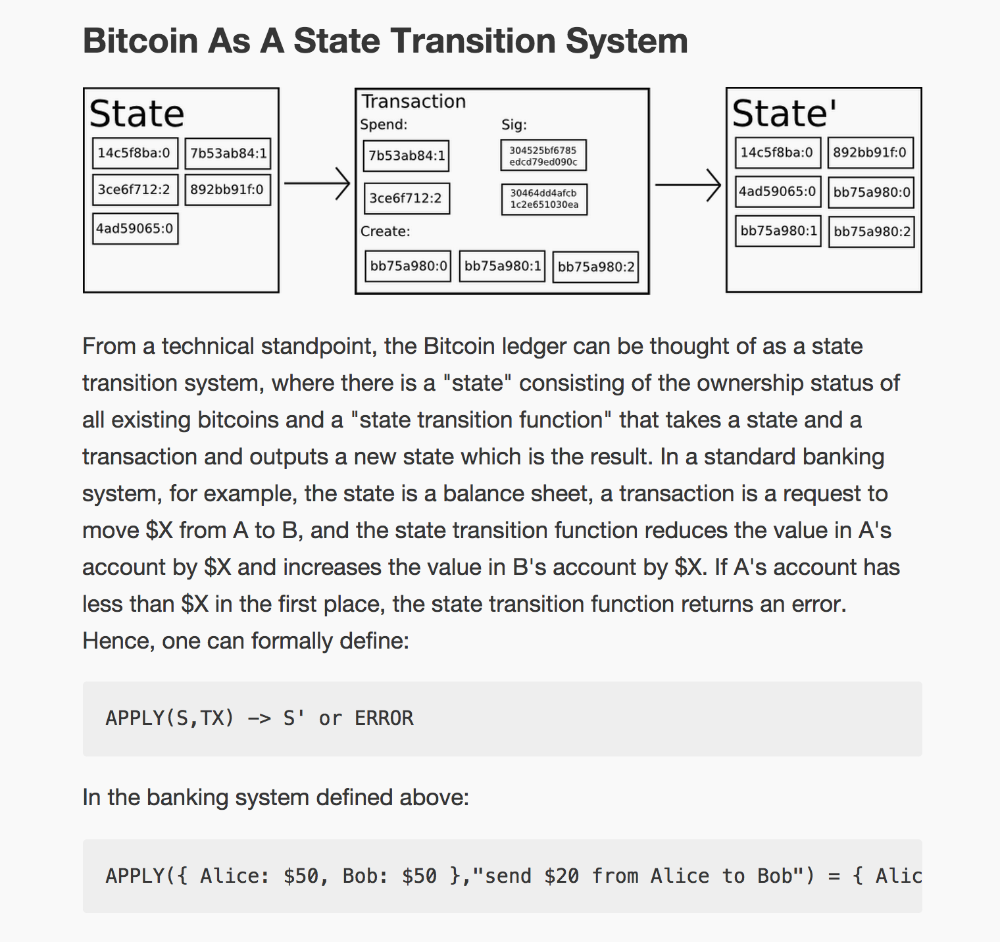 Bitcoin As A State Transition System
State
14c5f8ba:0 7b53ab84:1
3ce6f712:2 892bb91f:0
4ad59065:0
Transaction
Spend: Sig:
7b53ab84:1
304525bf6785
edcd79ed090c
3ce6f712:2
30464dd4afcb
1c2e651030ea
Create:
bb75a980:0 bb75a980:1 bb75a980:2
State'
14c5f8ba:0 892bb91f:0
4ad59065:0 bb75a980:0
bb75a980:1 bb75a980:2
From a technical standpoint, the Bitcoin ledger can be thought of as a state
transition system, where there is a "state" consisting of the ownership status of
all existing bitcoins and a "state transition function" that takes a state and a
transaction and outputs a new state which is the result. In a standard banking
system, for example, the state is a balance sheet, a transaction is a request to
move $X from A to B, and the state transition function reduces the value in A's
account by $X and increases the value in B's account by $X. If A's account has
less than $X in the first place, the state transition function returns an error.
Hence, one can formally define:
APPLY(S,TX) -> S' or ERROR
In the banking system defined above:
APPLY({ Alice: $50, Bob: $50 },"send $20 from Alice to Bob") = { Alic